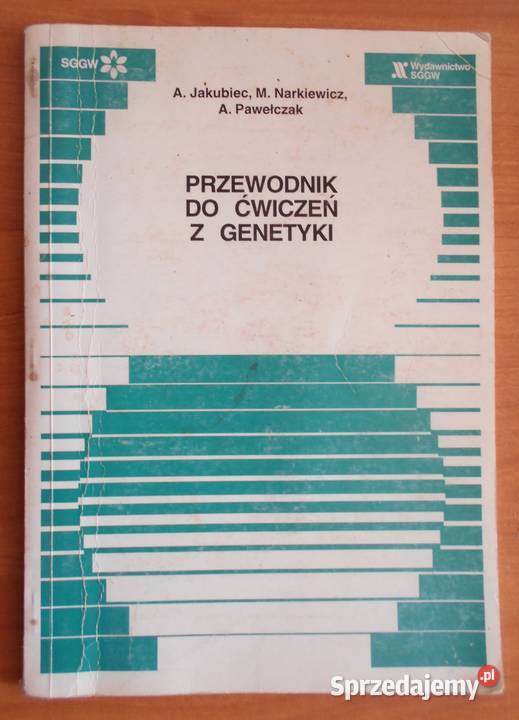 SGGW
Wydawnictwo
SGGW
A. Jakubiec, M. Narkiewicz,
A. Pawełczak
PRZEWODNIK
DO ĆWICZEŃ
Z GENETYKI
Sprzedajemy.pl